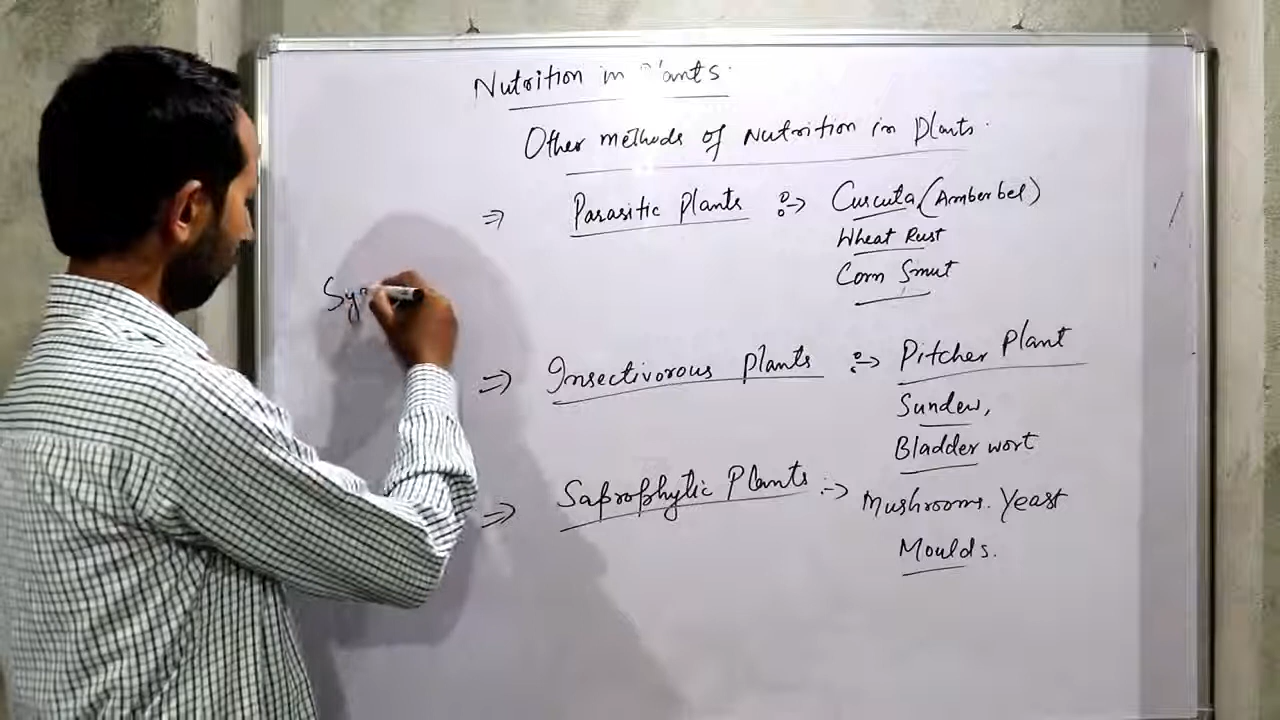 Nutrition in Plants.
Other methods of Nutrition in Plants.
⇒ Parasitic Plants :→ Cuscuta (Amberbel)
Wheat Rust
Corn Smut
Sy
⇒ Insectivorous Plants :→ Pitcher Plant
Sundew,
Bladder wort
⇒ Saprophytic Plants :→ Mushrooms. Yeast
Moulds.